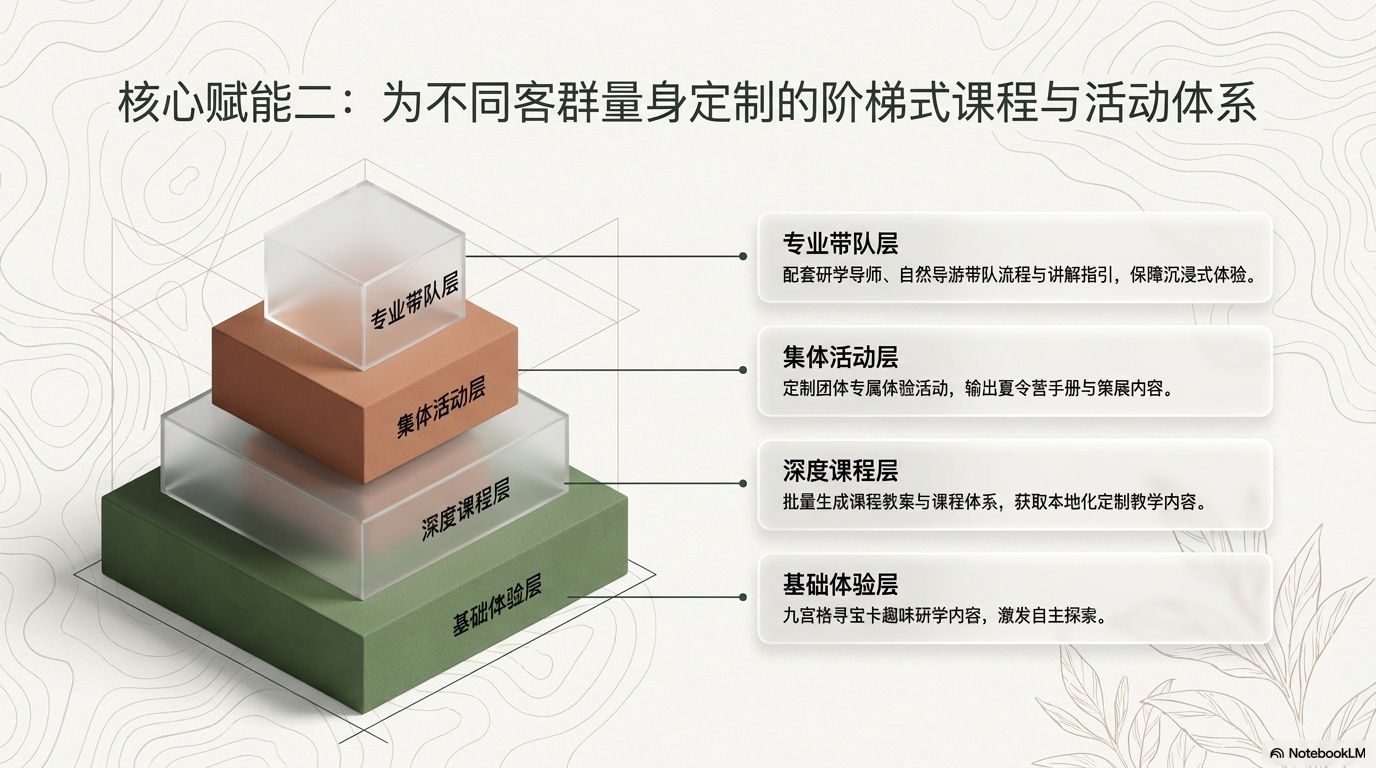 核心赋能二：为不同客群量身定制的阶梯式课程与活动体系
专业带队层
集体活动层
深度课程层
基础体验层
专业带队层
配套研学导师、自然导游带队流程与讲解指引，保障沉浸式体验。
集体活动层
定制团体专属体验活动，输出夏令营手册与策展内容。
深度课程层
批量生成课程教案与课程体系，获取本地化定制教学内容。
基础体验层
九宫格寻宝卡趣味研学内容，激发自主探索。
NotebookLM